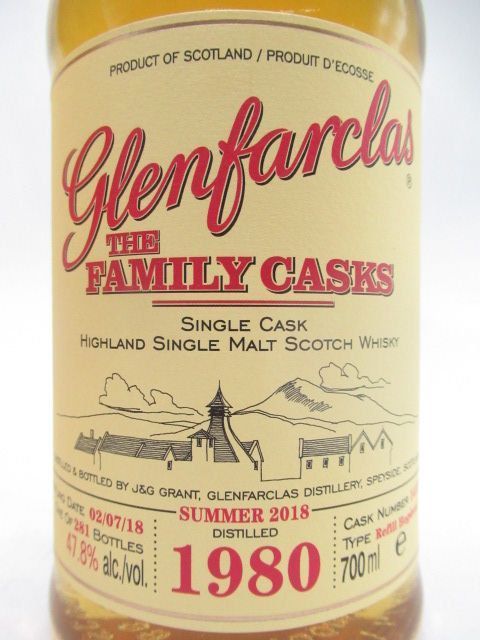 PRODUCT OF SCOTLAND / PRODUIT D'ECOSSE
Glenfarclas®
THE
FAMILY CASKS
SINGLE CASK
HIGHLAND SINGLE MALT SCOTCH WHISKY
& BOTTLED BY J&G GRANT, GLENFARCLAS DISTILLERY, SPEYSIDE,
DATE 02/07/18
OF 281 BOTTLES
47.8% alc./vol.
SUMMER 2018
DISTILLED
1980
CASK NUMBER
TYPE Refill
700ml e